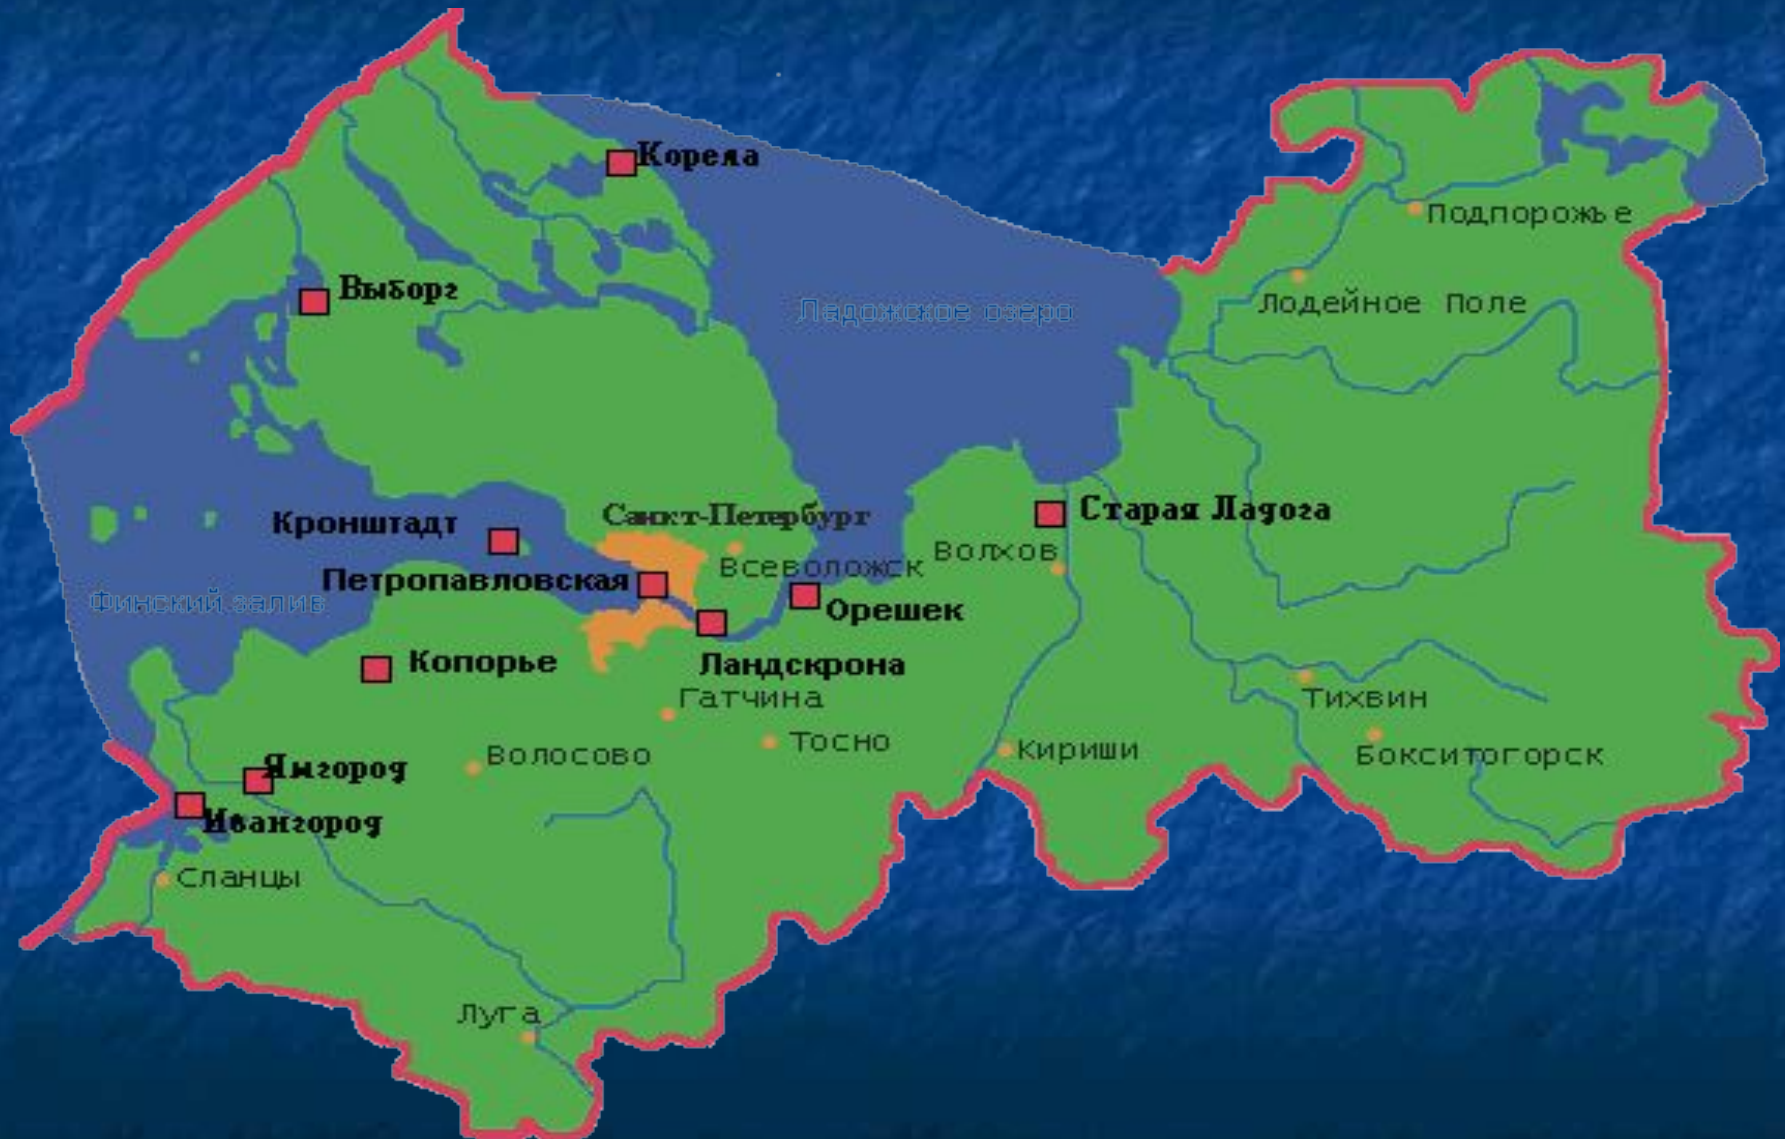 Корела
Подпорожье
Выборг
Лодейное Поле
Ладожское озеро
Санкт-Петербург
Кронштадт
Старая Ладога
Волхов
Всеволожск
Петропавловская
Финский залив
Орешек
Копорье
Ландскрона
Гатчина
Тихвин
Волосово
Тосно
Кириши
Бокситогорск
Ямгород
Ивангород
Сланцы
Луга